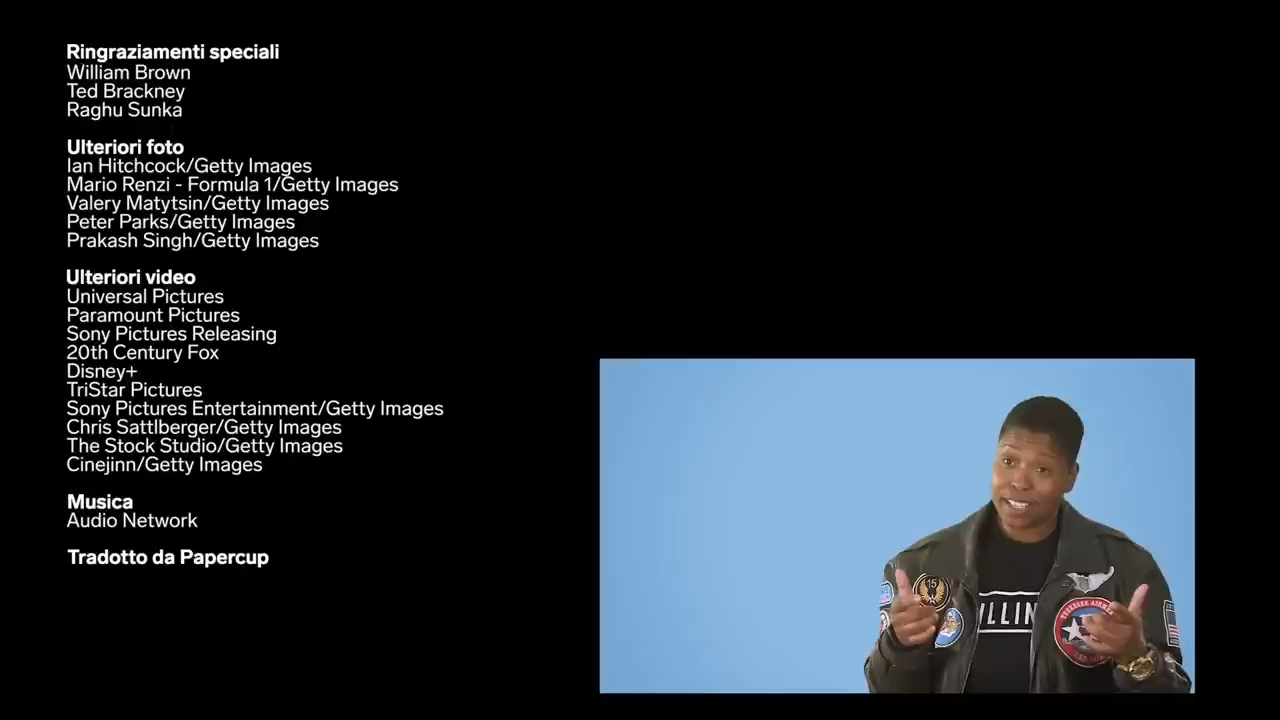 Ringraziamenti speciali
William Brown
Ted Brackney
Raghu Sunka
Ulteriori foto
Ian Hitchcock/Getty Images
Mario Renzi - Formula 1/Getty Images
Valery Matytsin/Getty Images
Peter Parks/Getty Images
Prakash Singh/Getty Images
Ulteriori video
Universal Pictures
Paramount Pictures
Sony Pictures Releasing
20th Century Fox
Disney+
TriStar Pictures
Sony Pictures Entertainment/Getty Images
Chris Sattlberger/Getty Images
The Stock Studio/Getty Images
Cinejinn/Getty Images
Musica
Audio Network
Tradotto da Papercup
15
ILLIN